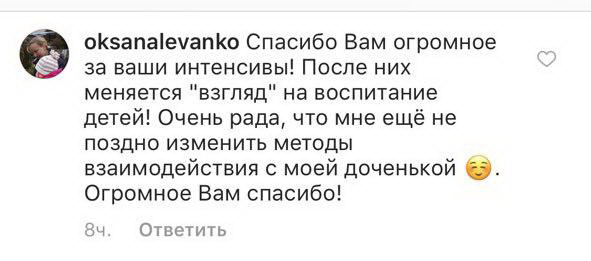 oksanalevanko Спасибо Вам огромное
за ваши интенсивы! После них
меняется "взгляд" на воспитание
детей! Очень рада, что мне ещё не
поздно изменить методы
взаимодействия с моей доченькой ☺️.
Огромное Вам спасибо!
8ч. Ответить